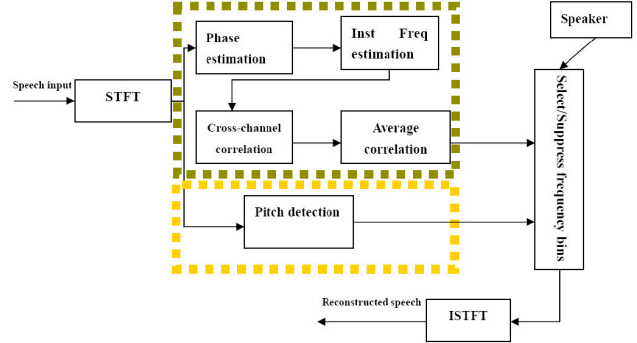 Speaker
Phase
estimation
Inst Freq
estimation
Speech input
STFT
Select/Suppress frequency bins
Cross-channel
correlation
Average
correlation
Pitch detection
Reconstructed speech
ISTFT